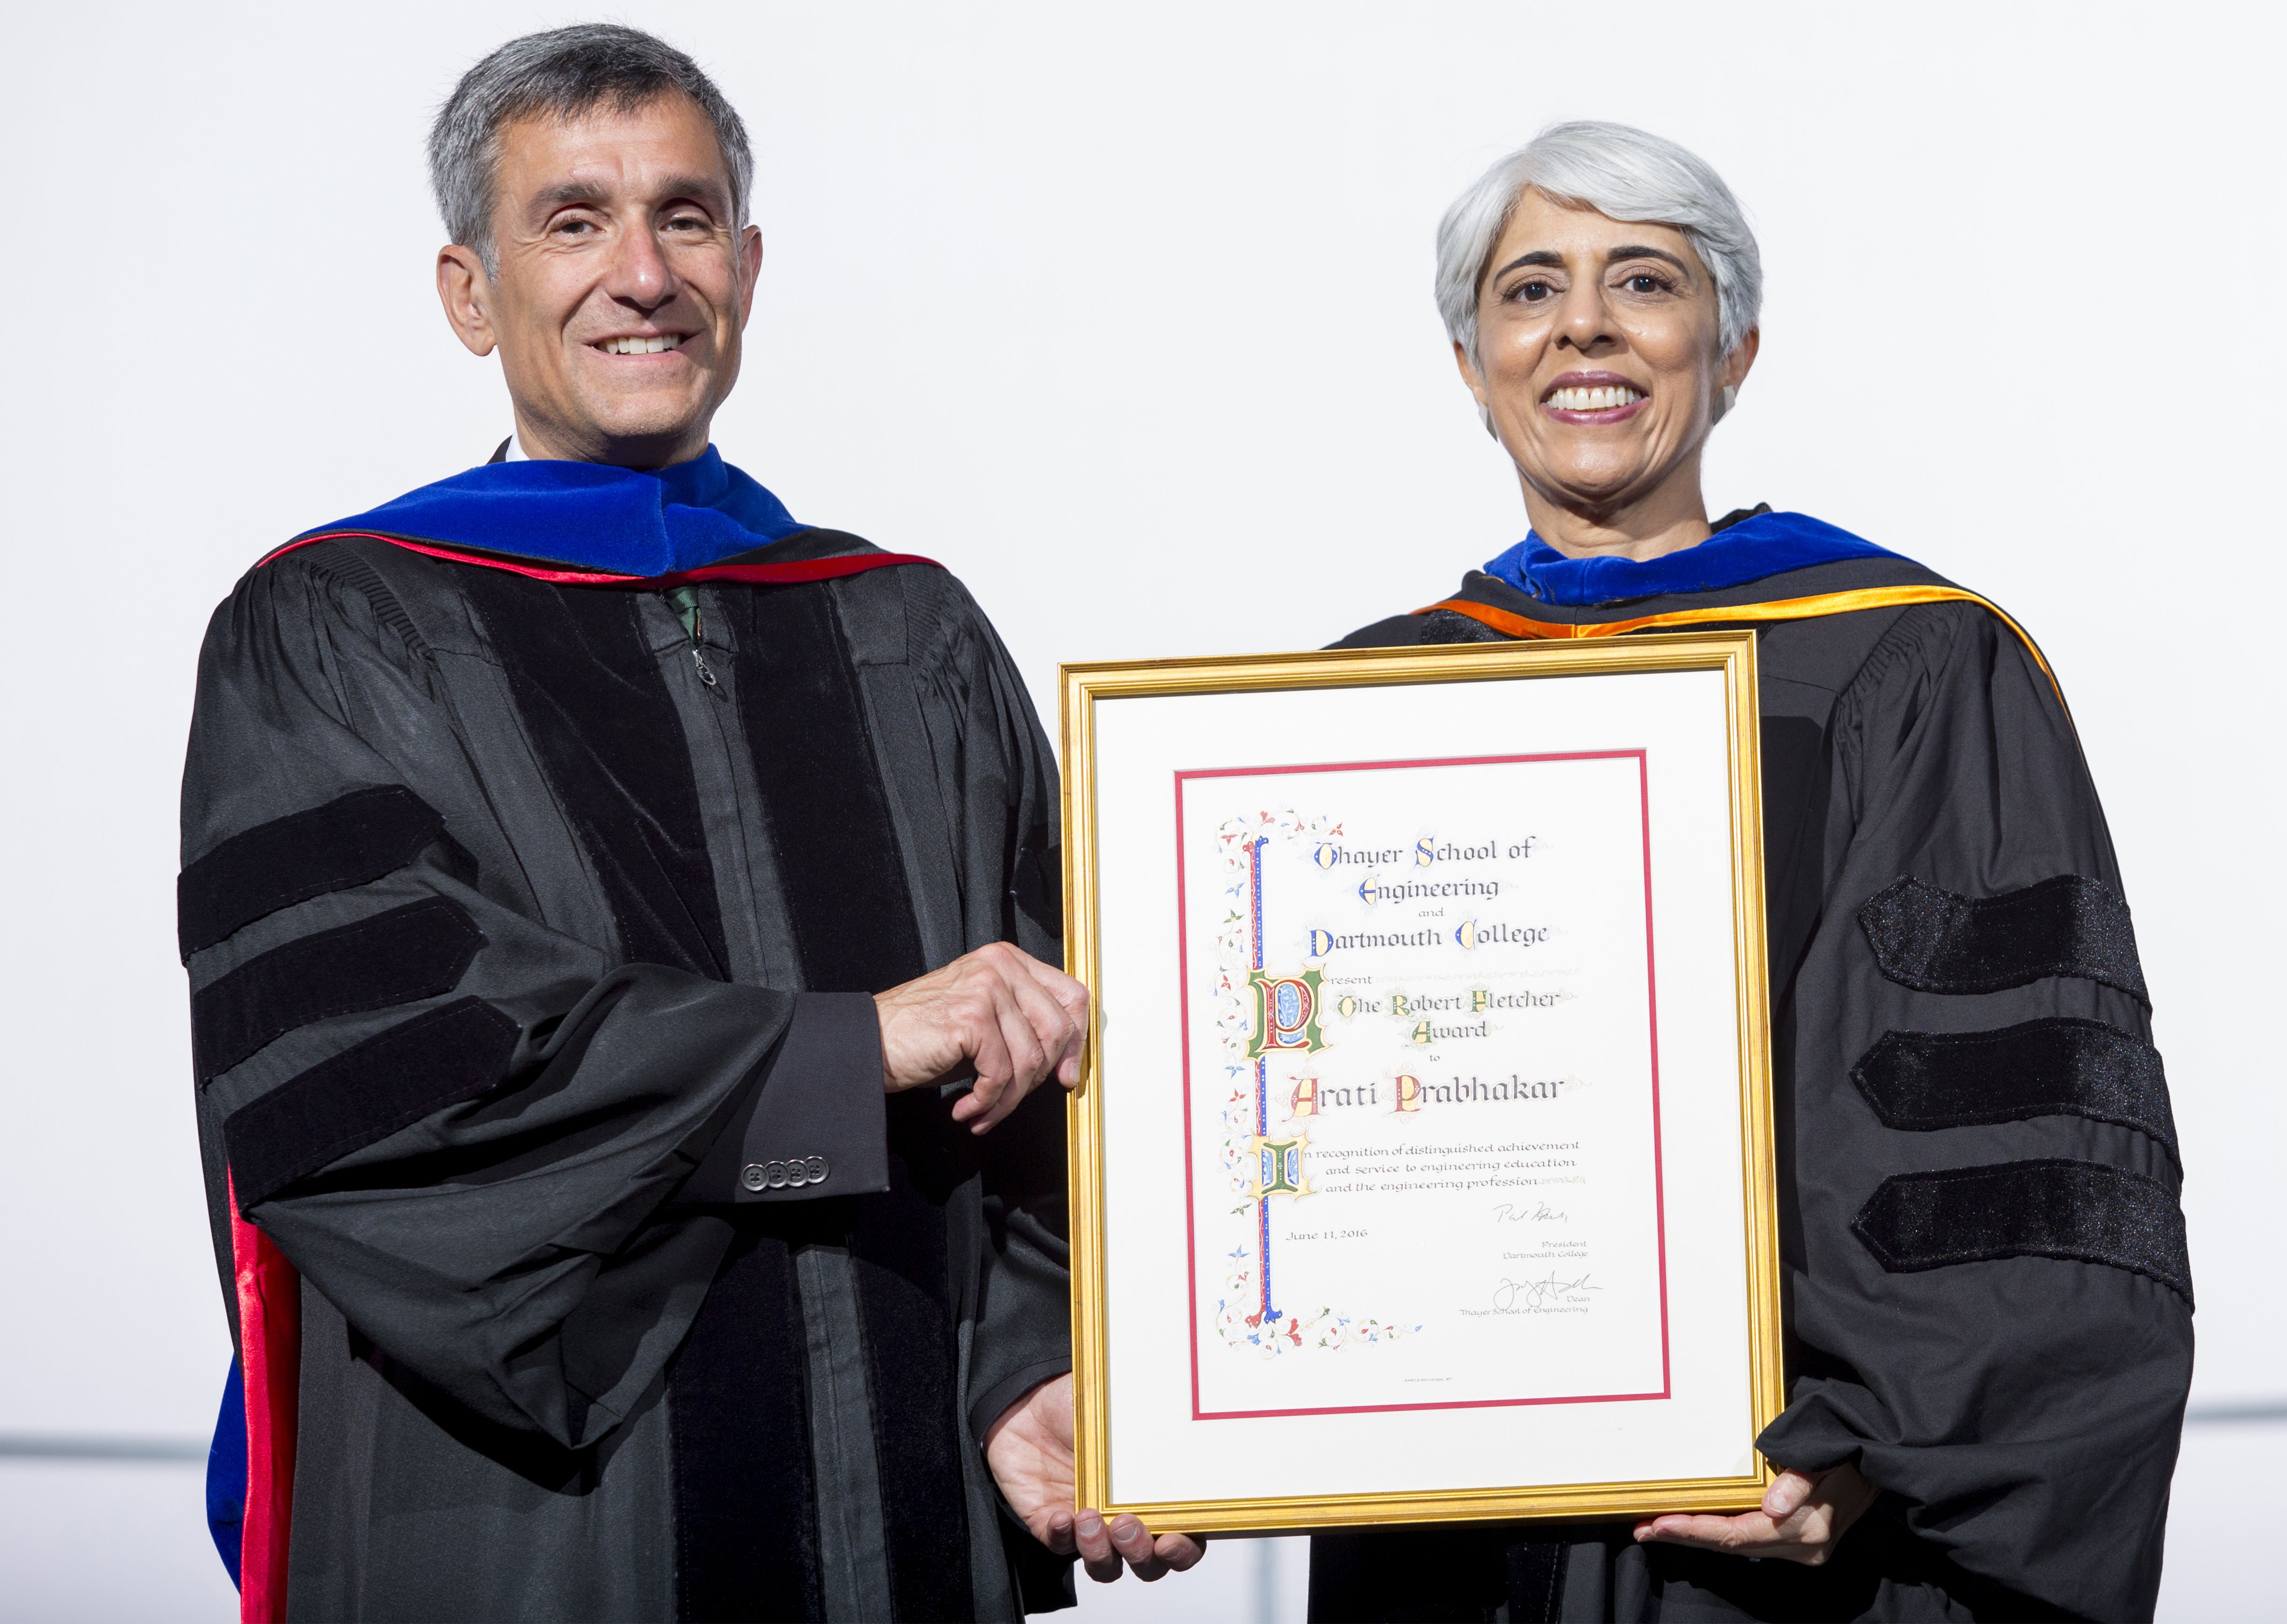 Thayer School of
Engineering
and
Dartmouth College
Present
The Robert Fletcher
Award
to
Arati Prabhakar
In recognition of distinguished achievement
and service to engineering education
and the engineering profession
June 11, 2016
President
Dartmouth College
Dean
Thayer School of Engineering